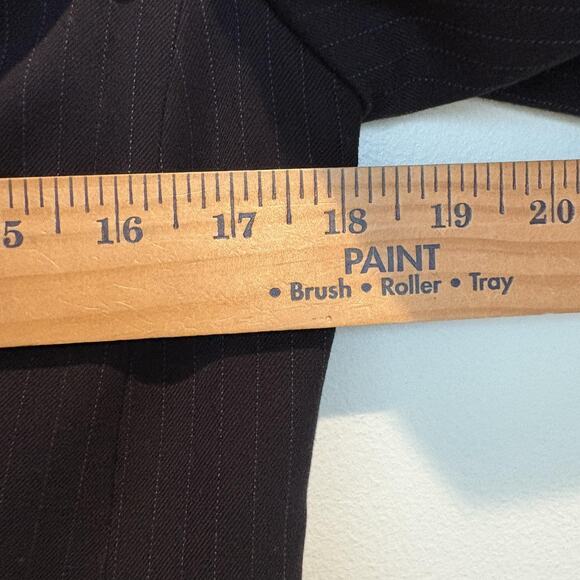 5 16 17 18 19 20
PAINT
• Brush • Roller • Tray